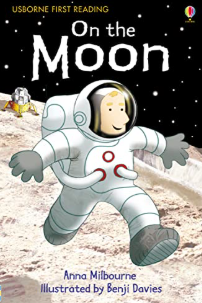 USBORNE FIRST READING
On the
Moon
Anna Milbourne
Illustrated by Benji Davies